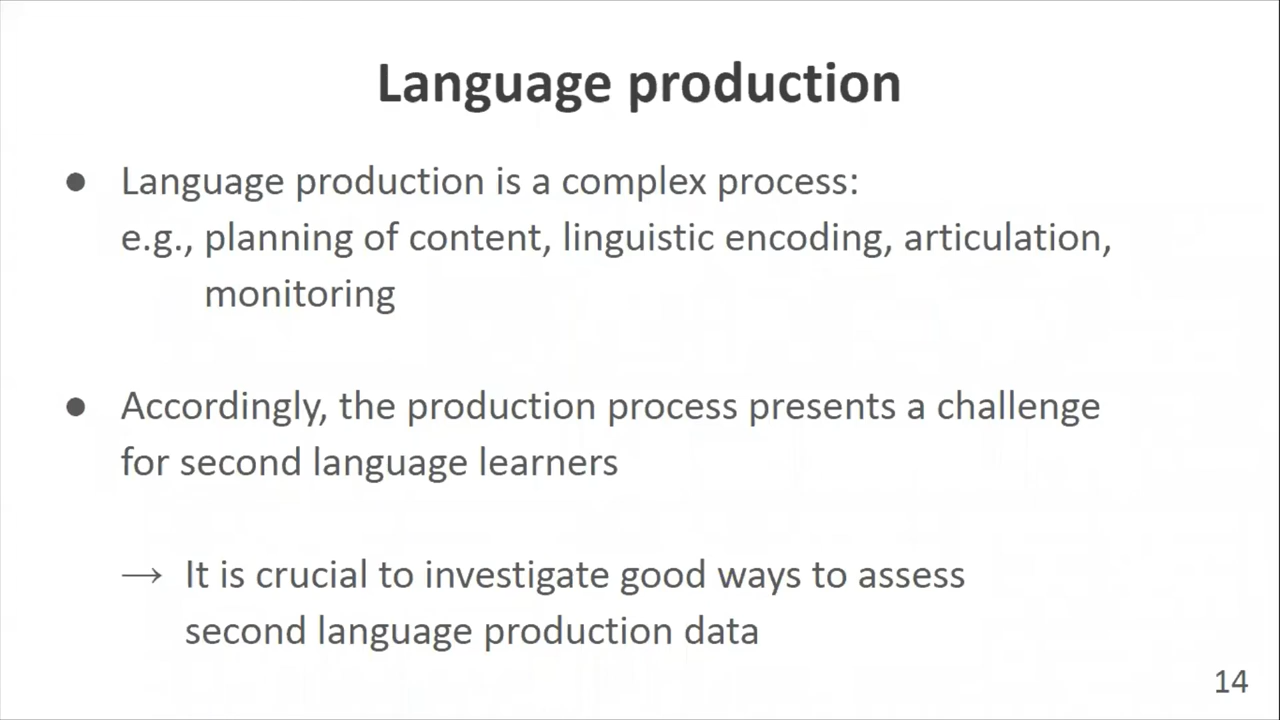 Language production
● Language production is a complex process:
e.g., planning of content, linguistic encoding, articulation,
monitoring
● Accordingly, the production process presents a challenge
for second language learners
→ It is crucial to investigate good ways to assess
second language production data
14